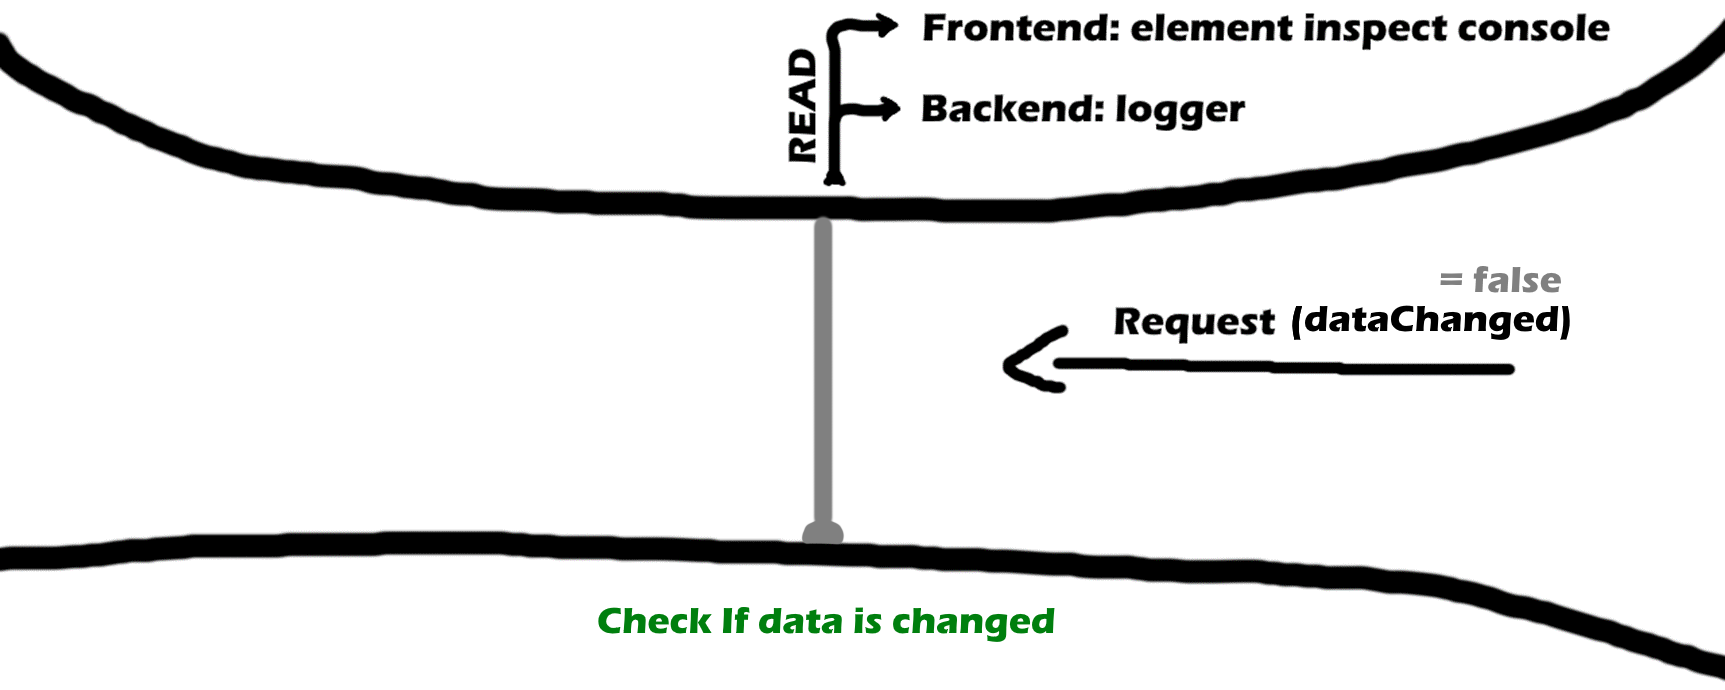 Frontend: element inspect console
READ
Backend: logger
= false
Request (dataChanged)
Check If data is changed